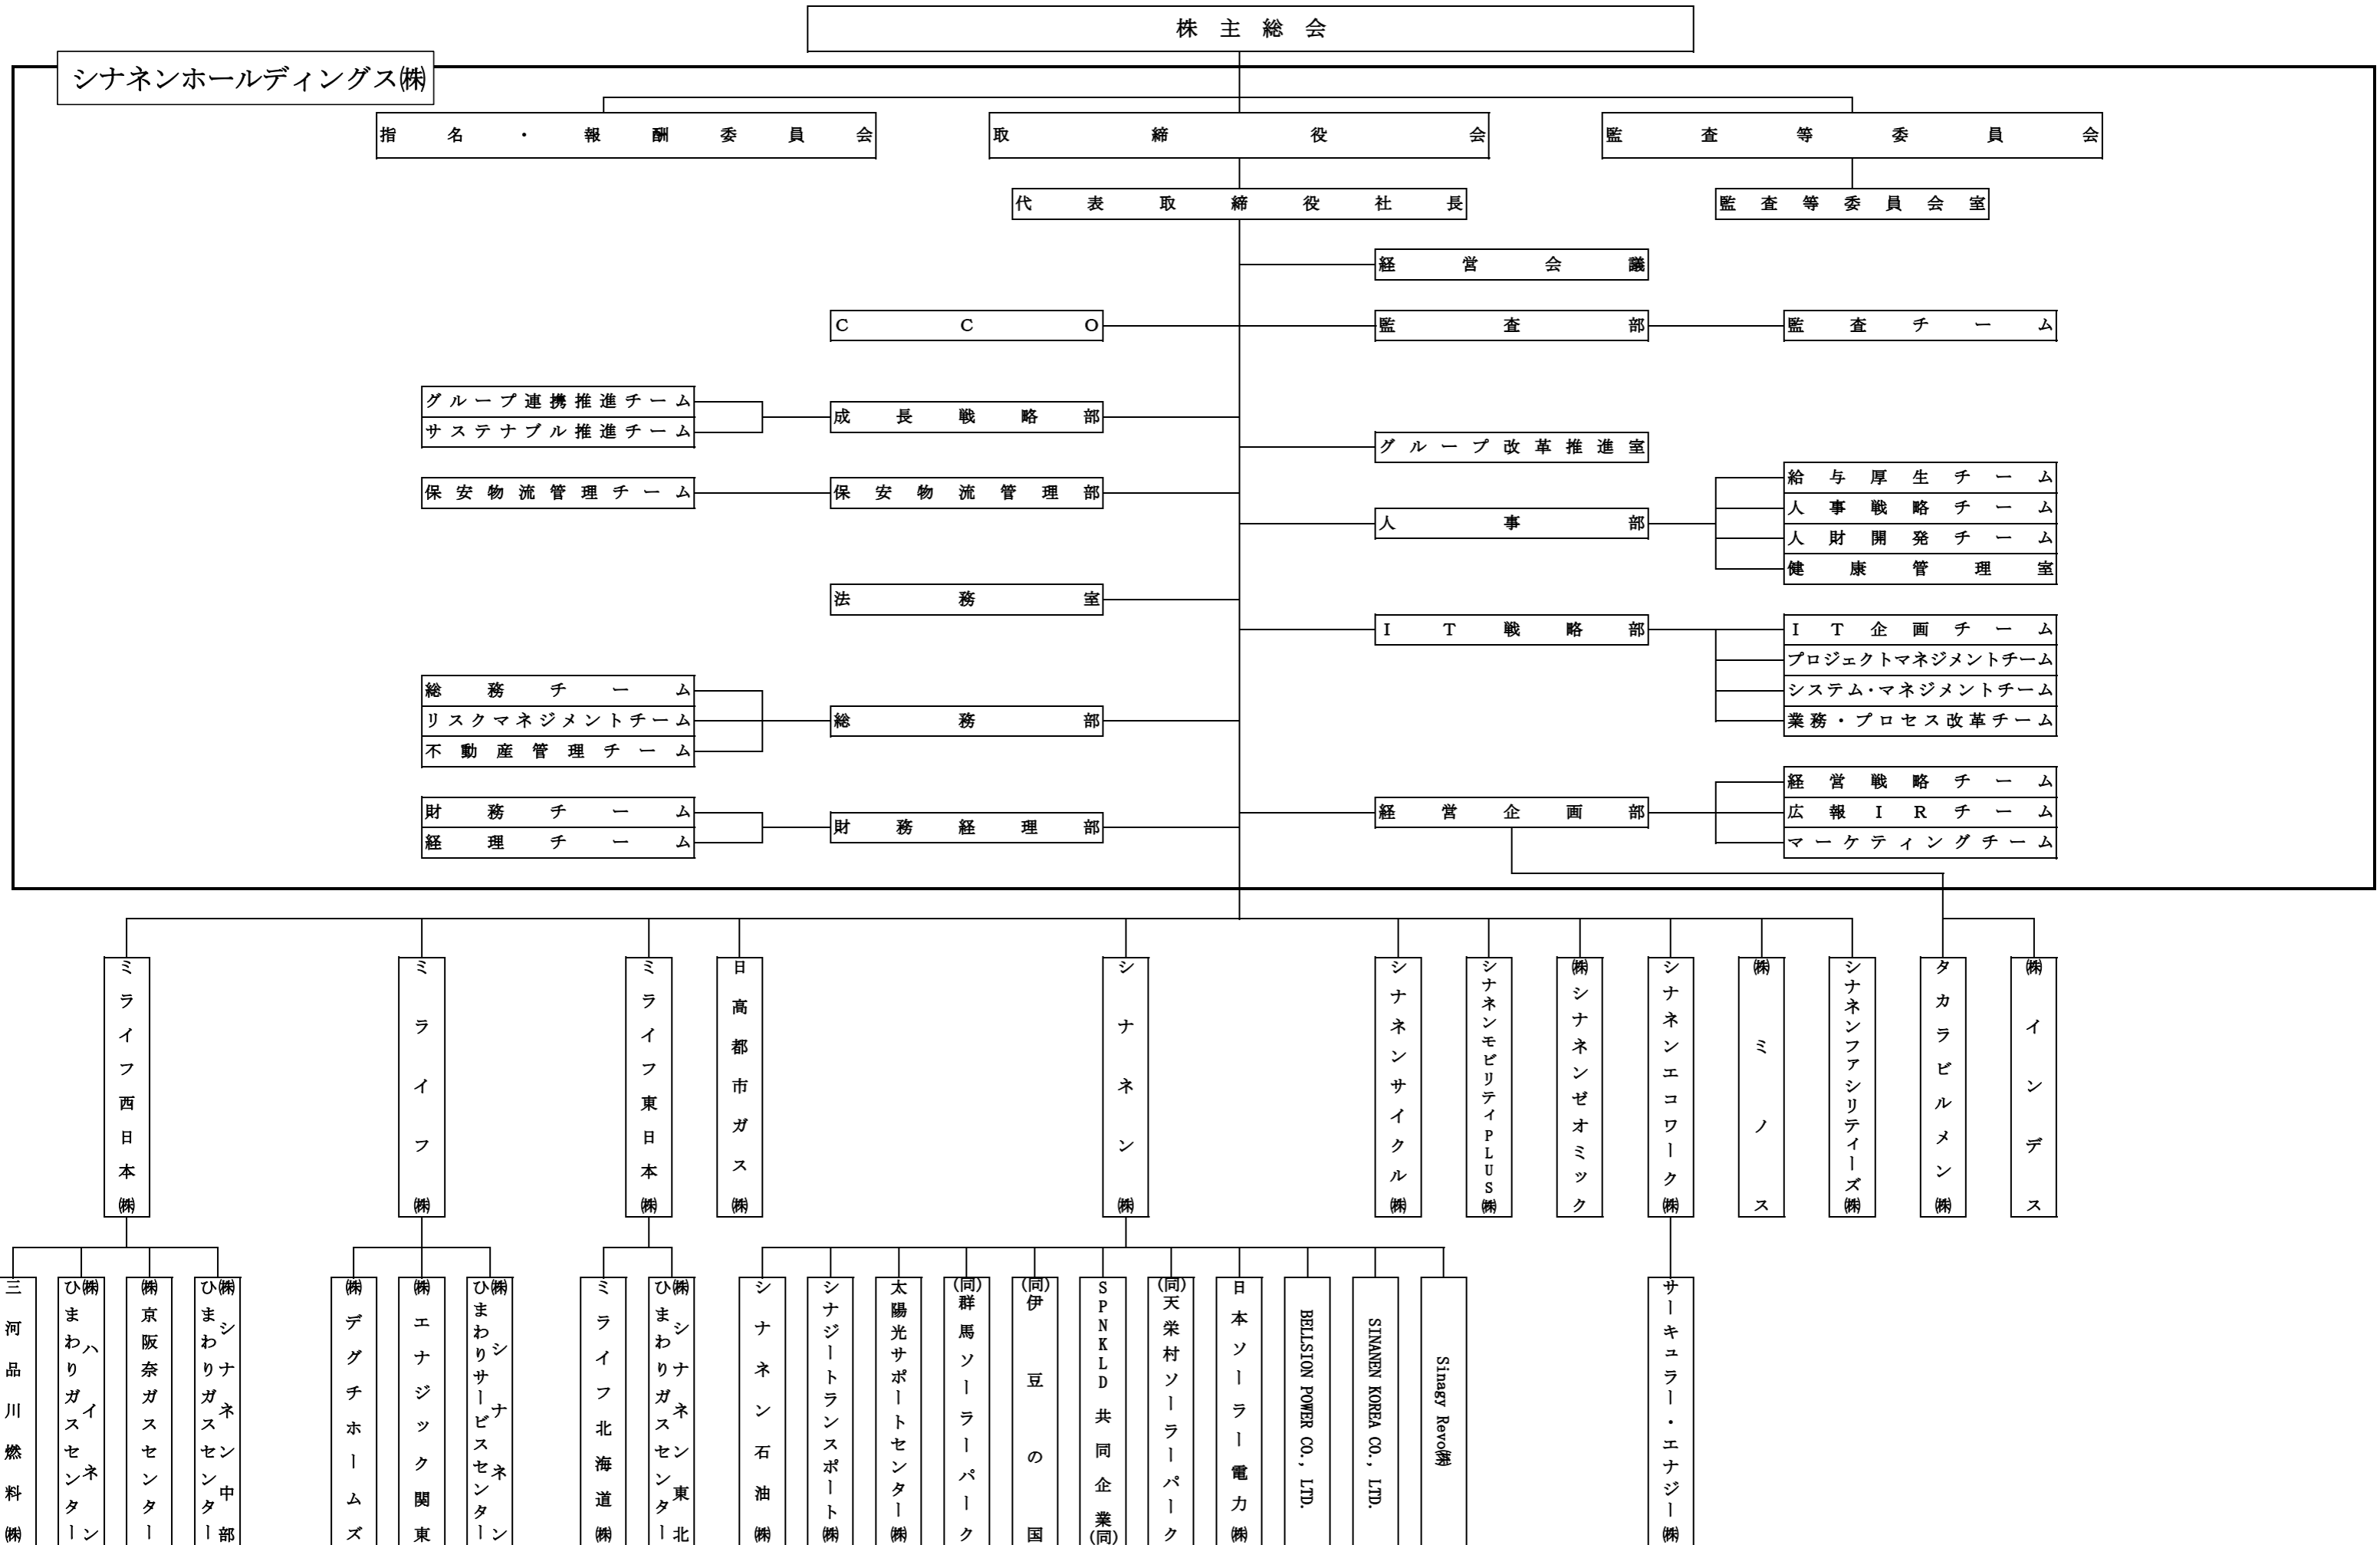 株主総会
シナネンホールディングス㈱
指名・報酬委員会
取締役会
監査等委員会
代表取締役社長
監査等委員会室
経営会議
CCO
監査部
監査チーム
グループ連携推進チーム
サステナブル推進チーム
成長戦略部
グループ改革推進室
保安物流管理チーム
保安物流管理部
人事部
給与厚生チーム
人事戦略チーム
人財開発チーム
健康管理室
法務室
IT戦略部
IT企画チーム
プロジェクトマネジメントチーム
システム・マネジメントチーム
業務・プロセス改革チーム
総務チーム
リスクマネジメントチーム
不動産管理チーム
総務部
財務チーム
経理チーム
財務経理部
経営企画部
経営戦略チーム
広報IRチーム
マーケティングチーム
ミライフ西日本㈱
ミライフ㈱
ミライフ東日本㈱
日高都市ガス㈱
シナネン㈱
シナネンサイクル㈱
シナネンモビリティPLUS㈱
㈱シナネンゼオミック
シナネンエコワーク㈱
㈱ミノス
シナネンファシリティーズ㈱
タカラビルメン㈱
㈱インデス
三河品川燃料㈱
㈱ハイネン
ひまわりガスセンター
㈱京阪奈ガスセンター
㈱シナネン中部
ひまわりガスセンター
㈱デグチホームズ
㈱エナジック関東
㈱シナネン
ひまわりサービスセンター
ミライフ北海道㈱
㈱シナネン東北
ひまわりガスセンター
シナネン石油㈱
シナジートランスポート㈱
太陽光サポートセンター㈱
(同)群馬ソーラーパーク
(同)伊豆の国
SPNKLD共同企業(同)
(同)天栄村ソーラーパーク
日本ソーラー電力㈱
BELLSION POWER CO., LTD.
SINANEN KOREA CO., LTD.
Sinagy Revo㈱
サーキュラー・エナジー㈱